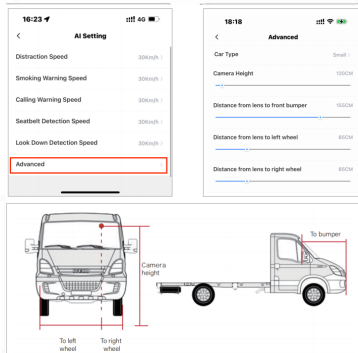 16:23
4G
AI Setting
Distraction Speed
30Km/h
Smoking Warning Speed
30Km/h
Calling Warning Speed
30Km/h
Seatbelt Detection Speed
30Km/h
Look Down Detection Speed
30Km/h
Advanced
18:18
Advanced
Car Type
Small
Camera Height
120CM
Distance from lens to front bumper
155CM
Distance from lens to left wheel
85CM
Distance from lens to right wheel
85CM
Camera
height
To left
wheel
To right
wheel
To bumper